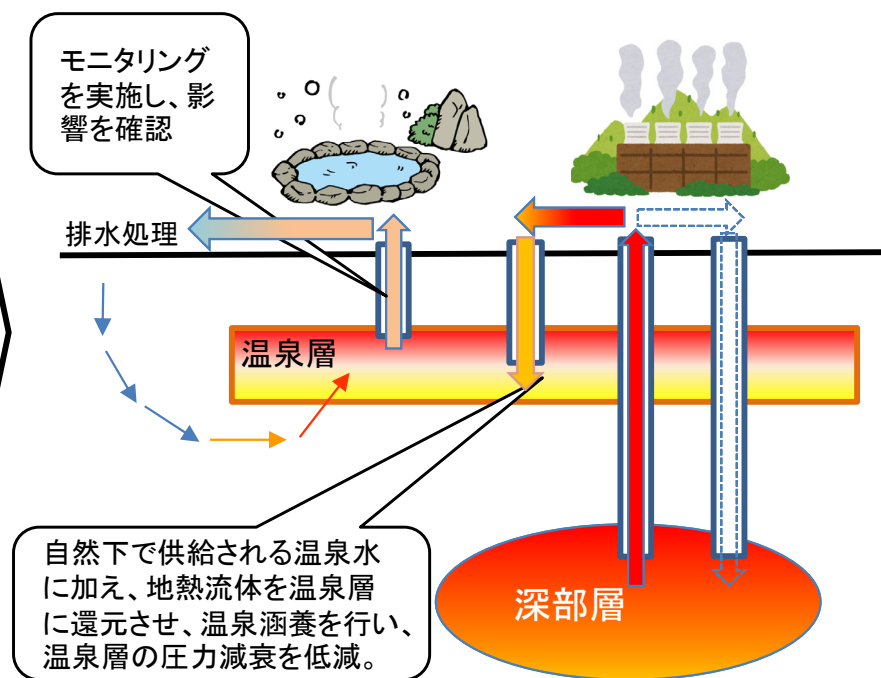 モニタリング
を実施し、影
響を確認
排水処理
温泉層
自然下で供給される温泉水
に加え、地熱流体を温泉層
に還元させ、温泉涵養を行い、
温泉層の圧力減衰を低減。
深部層